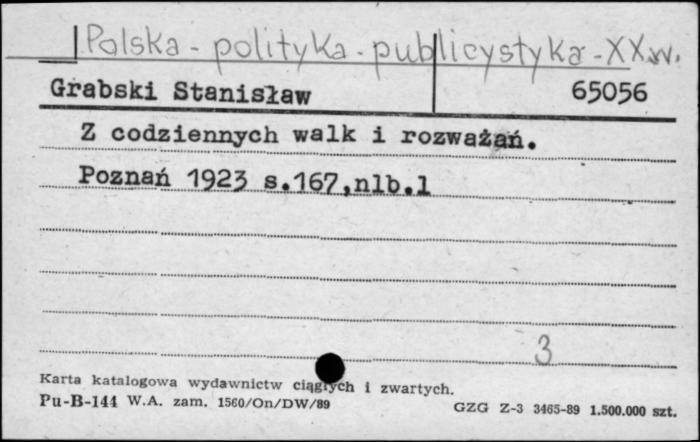 Polska - polityka - publicystyka - XX w.
Grabski Stanisław 65056
Z codziennych walk i rozważań.
Poznań 1923 s.167,nlb.1
3
Karta katalogowa wydawnictw ciągłych i zwartych.
Pu-B-144 W.A. zam. 1560/On/DW/89 GZG Z-3 3465-89 1.500.000 szt.